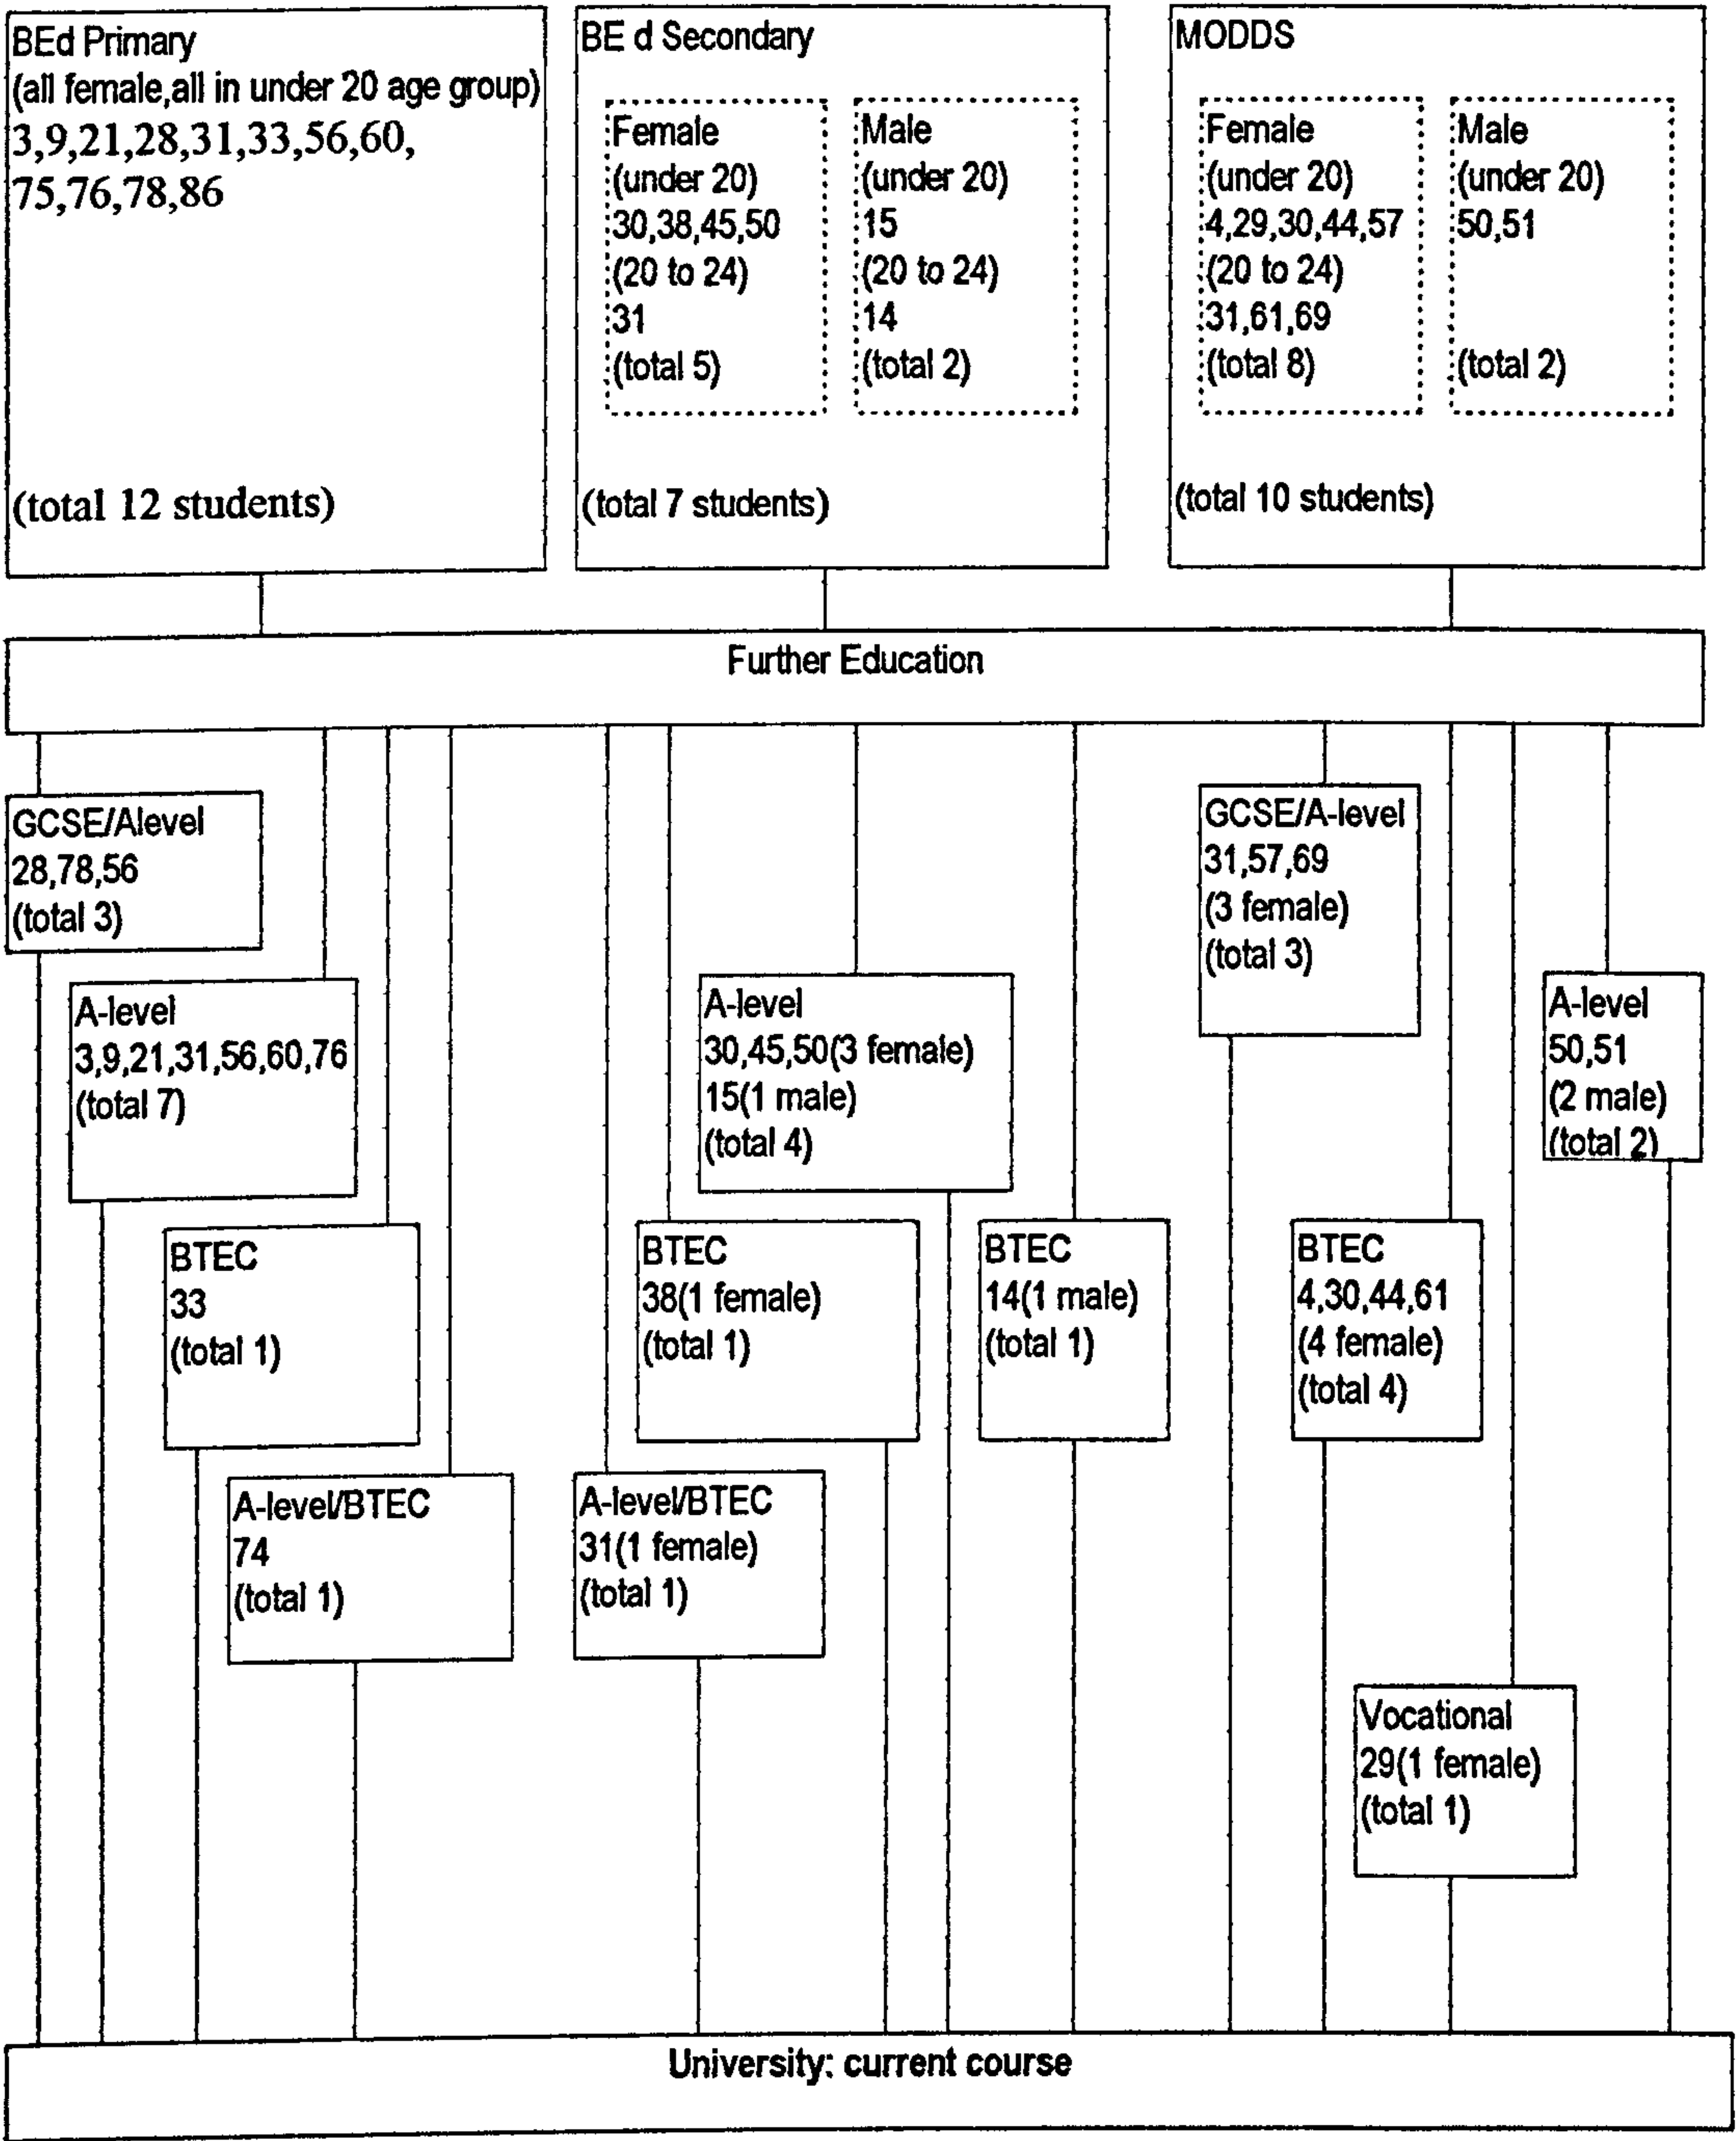 BEd Primary
(all female,all in under 20 age group)
3,9,21,28,31,33,56,60,
75,76,78,86
(total 12 students)
BE d Secondary
Female
(under 20)
30,38,45,50
(20 to 24)
31
(total 5)
Male
(under 20)
15
(20 to 24)
14
(total 2)
(total 7 students)
MODDS
Female
(under 20)
4,29,30,44,57
(20 to 24)
31,61,69
(total 8)
Male
(under 20)
50,51
(total 2)
(total 10 students)
Further Education
GCSE/Alevel
28,78,56
(total 3)
A-level
3,9,21,31,56,60,76
(total 7)
BTEC
33
(total 1)
A-level/BTEC
74
(total 1)
A-level
30,45,50(3 female)
15(1 male)
(total 4)
BTEC
38(1 female)
(total 1)
A-level/BTEC
31(1 female)
(total 1)
BTEC
14(1 male)
(total 1)
GCSE/A-level
31,57,69
(3 female)
(total 3)
BTEC
4,30,44,61
(4 female)
(total 4)
Vocational
29(1 female)
(total 1)
A-level
50,51
(2 male)
(total 2)
University: current course